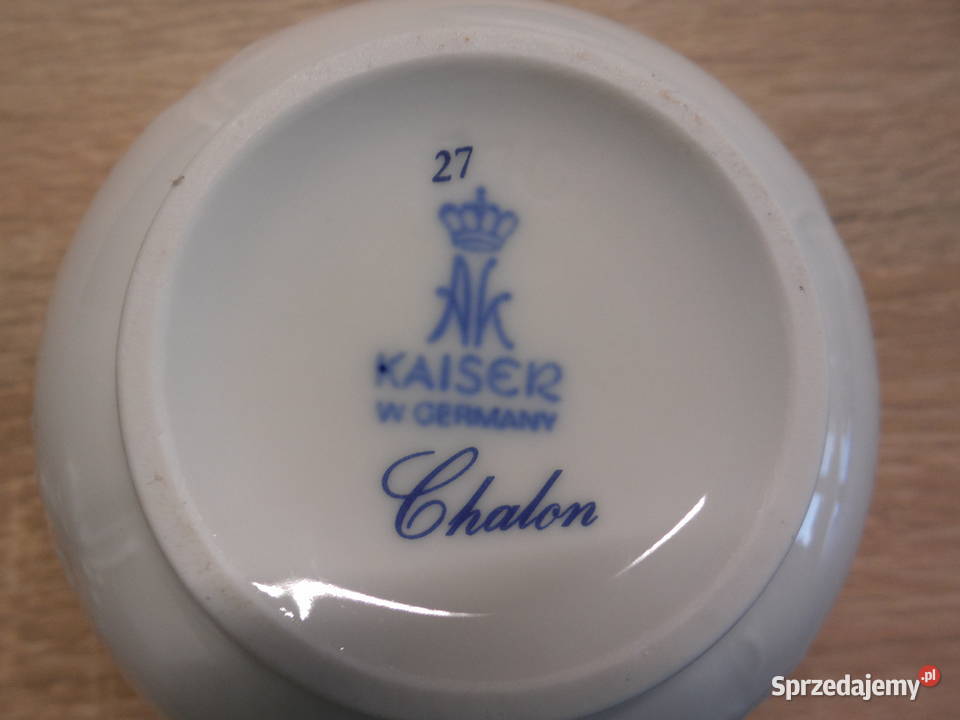 27
AK
KAISER
W. GERMANY
Chalon
Sprzedajemy.pl